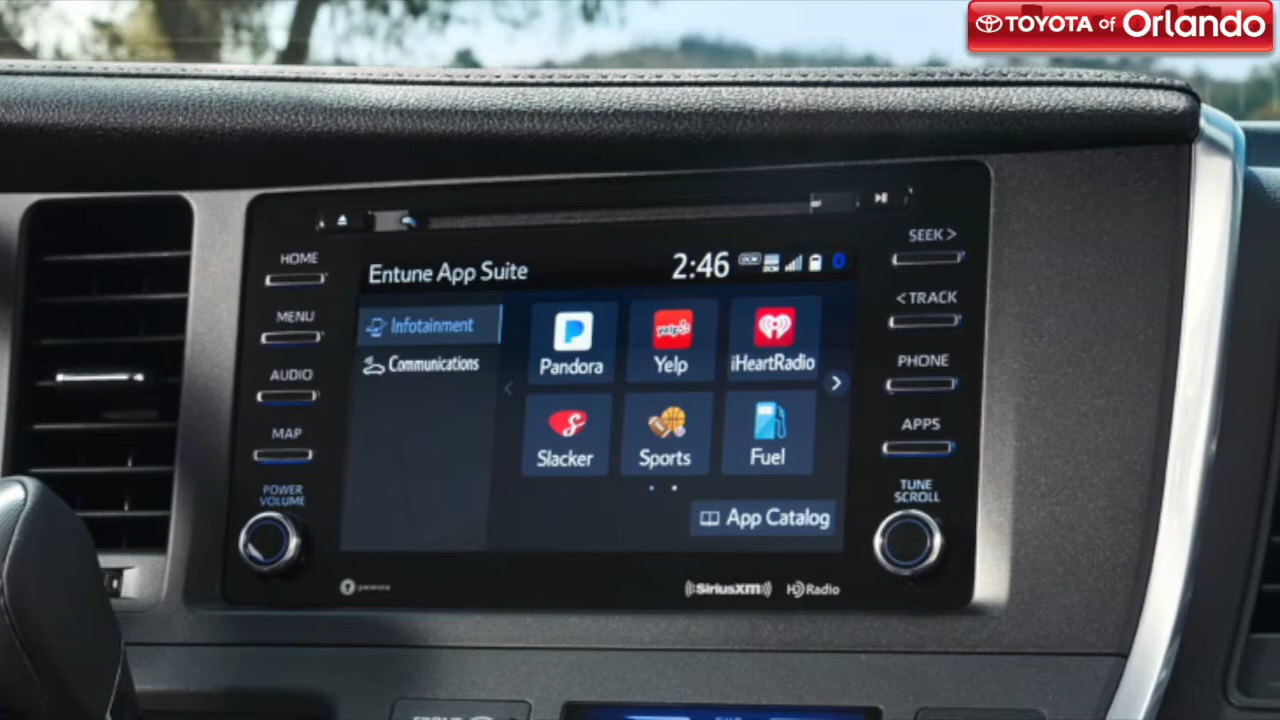 TOYOTA of Orlando
SEEK >
HOME
Entune App Suite
2:46
< TRACK
MENU
Infotainment
Communications
Pandora
Yelp
iHeartRadio
PHONE
AUDIO
Slacker
Sports
Fuel
APPS
MAP
POWER
VOLUME
TUNE
SCROLL
App Catalog
SiriusXM
HD Radio